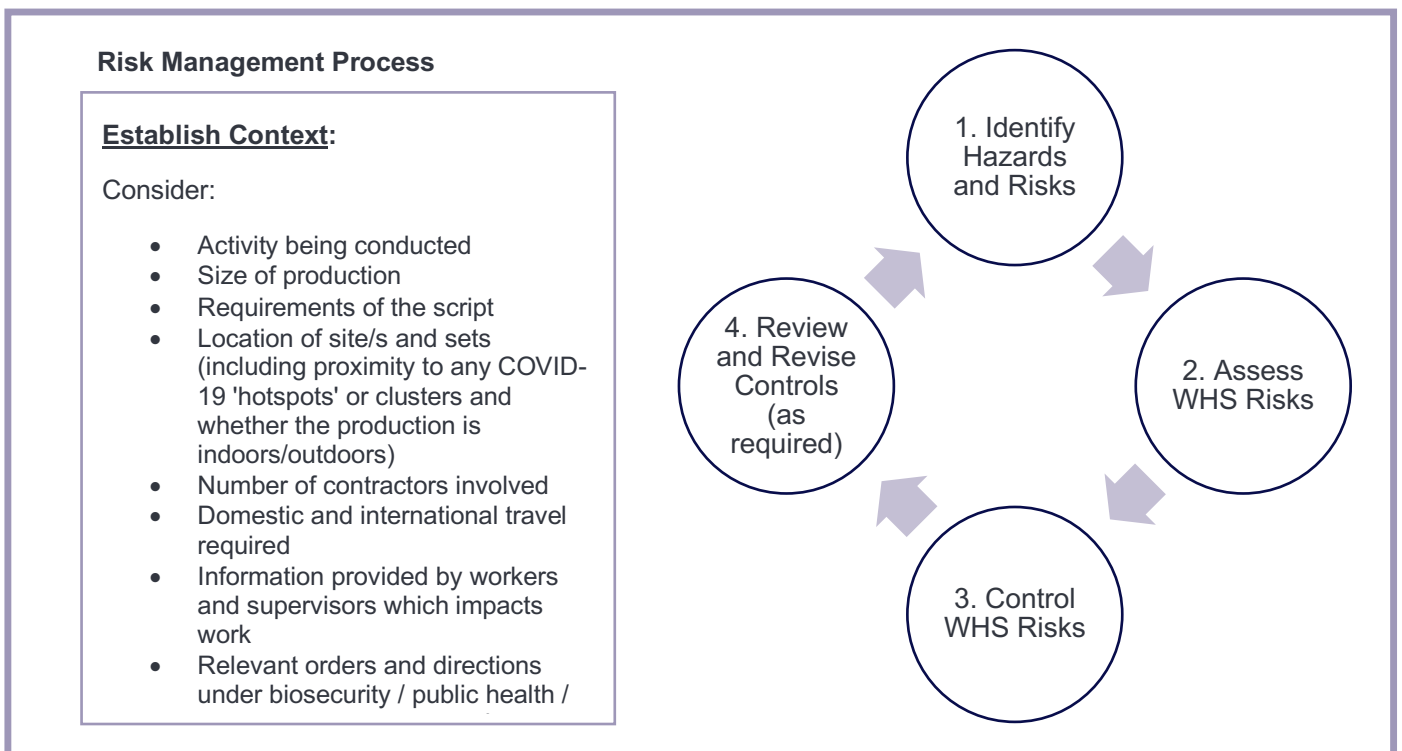 Risk Management Process
Establish Context:
Consider:
• Activity being conducted
• Size of production
• Requirements of the script
• Location of site/s and sets
(including proximity to any COVID-
19 'hotspots' or clusters and
whether the production is
indoors/outdoors)
• Number of contractors involved
• Domestic and international travel
required
• Information provided by workers
and supervisors which impacts
work
• Relevant orders and directions
under biosecurity / public health /
1. Identify
Hazards
and Risks
2. Assess
WHS Risks
3. Control
WHS Risks
4. Review
and Revise
Controls
(as
required)